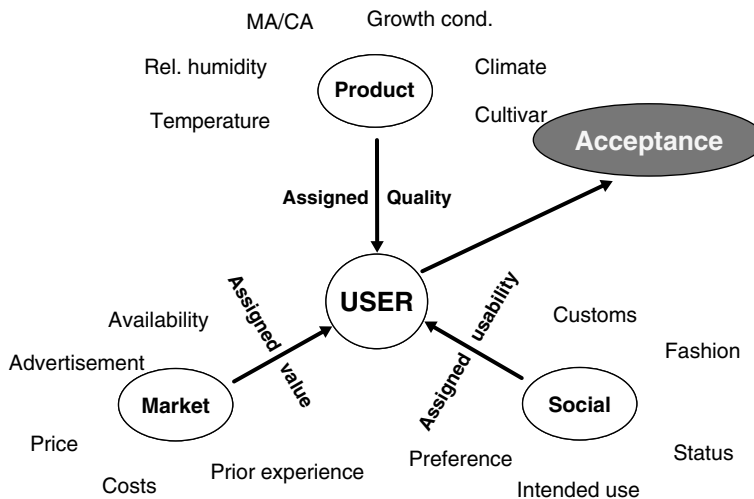 MA/CA
Growth cond.
Rel. humidity
Product
Climate
Temperature
Cultivar
Acceptance
Assigned Quality
USER
Assigned value
Assigned usability
Availability
Customs
Advertisement
Fashion
Market
Social
Price
Prior experience
Preference
Status
Costs
Intended use